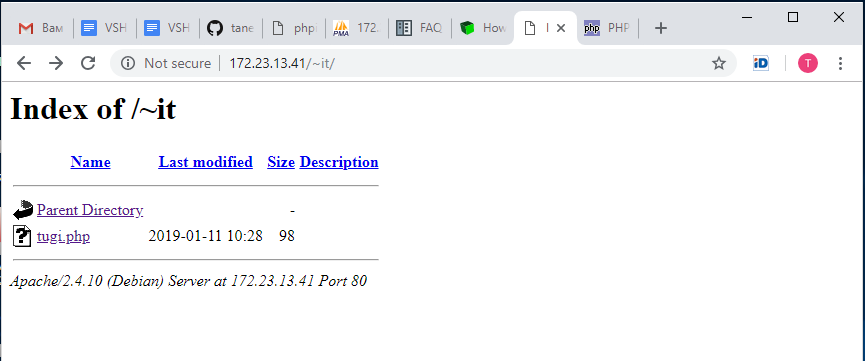 Вам VSH VSH tane php 172. FAQ How I PHP
Not secure | 172.23.13.41/~it/ iD T
Index of /~it
Name Last modified Size Description
Parent Directory -
tugi.php 2019-01-11 10:28 98
Apache/2.4.10 (Debian) Server at 172.23.13.41 Port 80